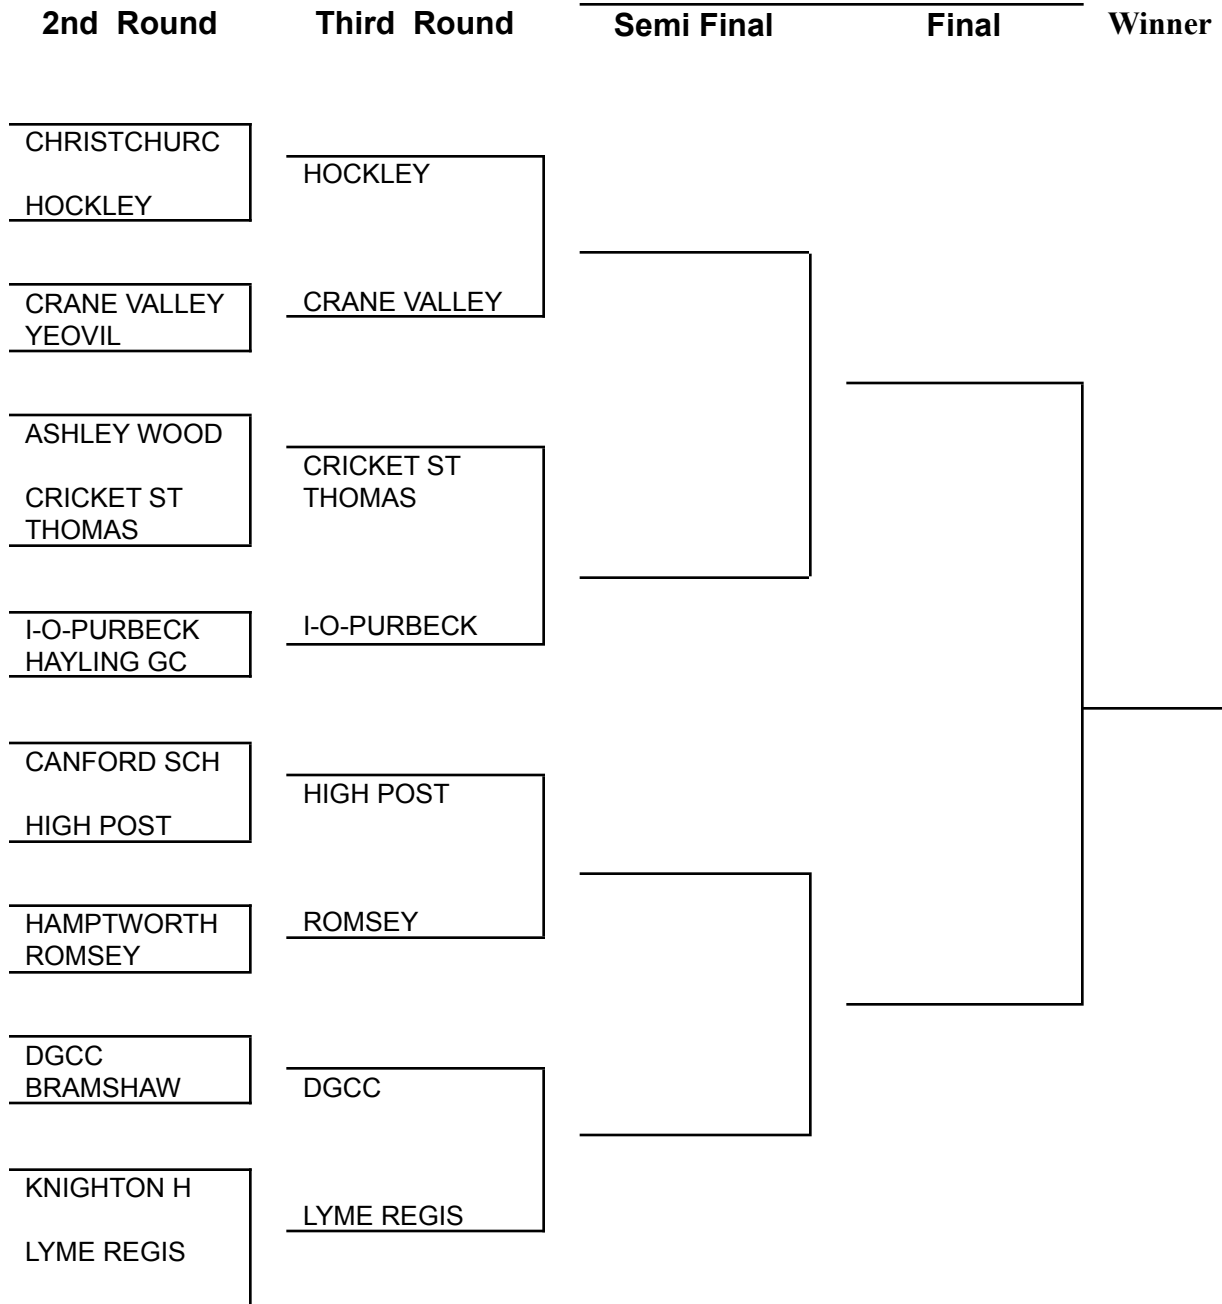 2nd Round
Third Round
Semi Final
Final
Winner
CHRISTCHURC
HOCKLEY
CRANE VALLEY
YEOVIL
ASHLEY WOOD
CRICKET ST
THOMAS
I-O-PURBECK
HAYLING GC
CANFORD SCH
HIGH POST
HAMPTWORTH
ROMSEY
DGCC
BRAMSHAW
KNIGHTON H
LYME REGIS
HOCKLEY
CRANE VALLEY
CRICKET ST
THOMAS
I-O-PURBECK
HIGH POST
ROMSEY
DGCC
LYME REGIS